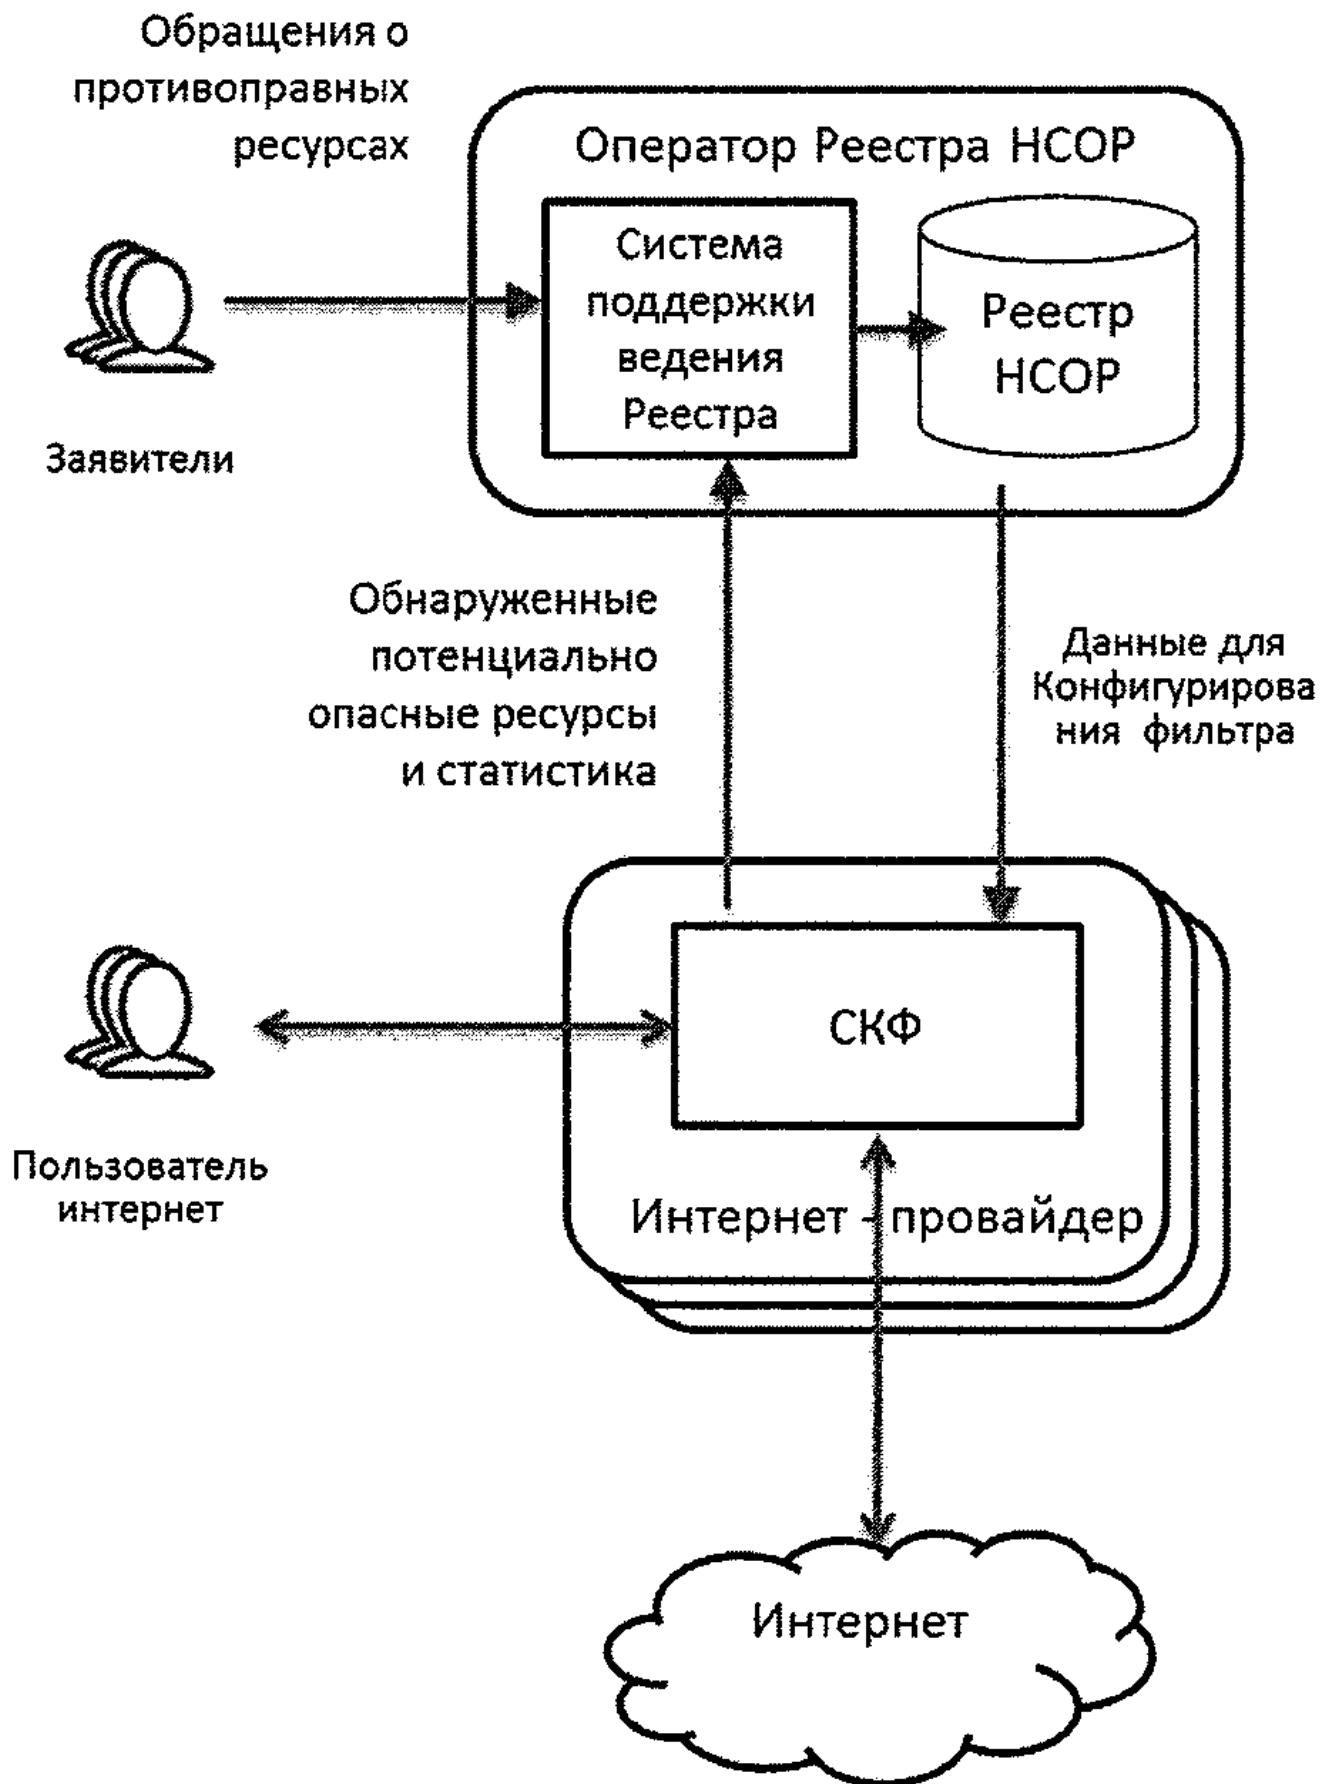 Обращения о
противоправных
ресурсах
Оператор Реестра НСОР
Система
поддержки
ведения
Реестра
Реестр
НСОР
Заявители
Обнаруженные
потенциально
опасные ресурсы
и статистика
Данные для
Конфигурирова
ния фильтра
СКФ
Пользователь
интернет
Интернет - провайдер
Интернет